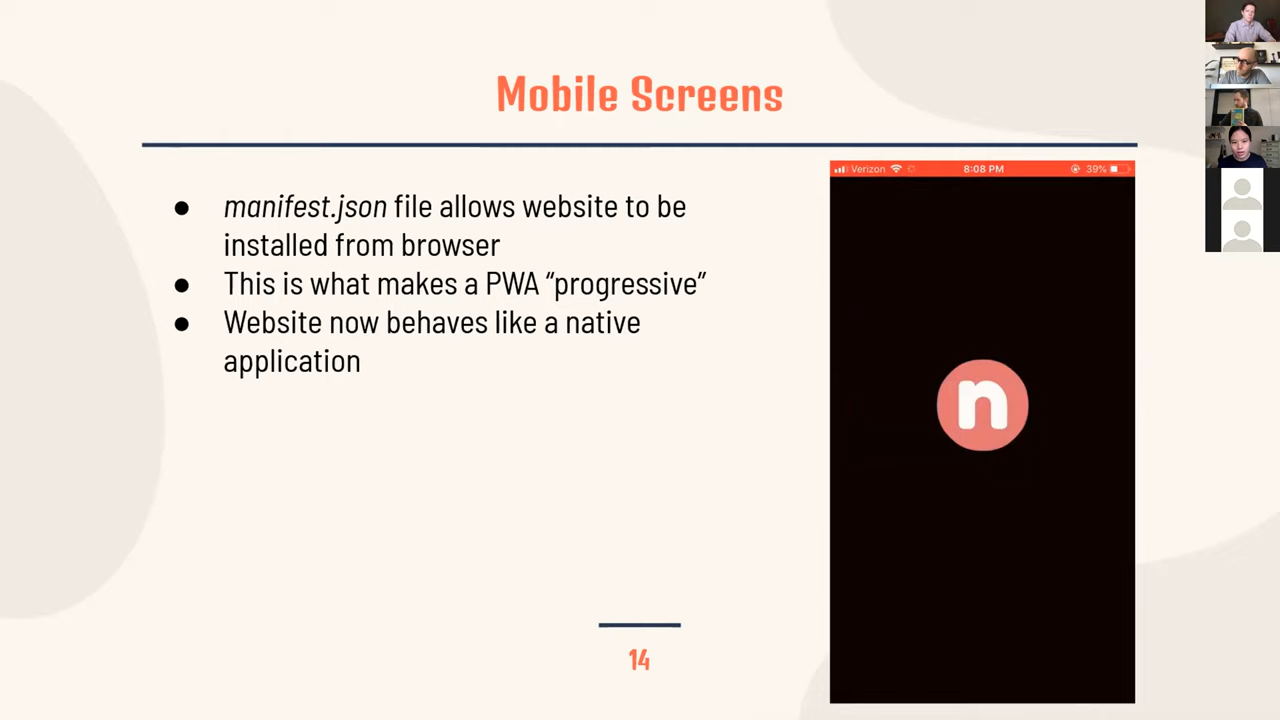 Mobile Screens
● manifest.json file allows website to be
installed from browser
● This is what makes a PWA “progressive”
● Website now behaves like a native
application
Verizon 8:08 PM 39%
n
14